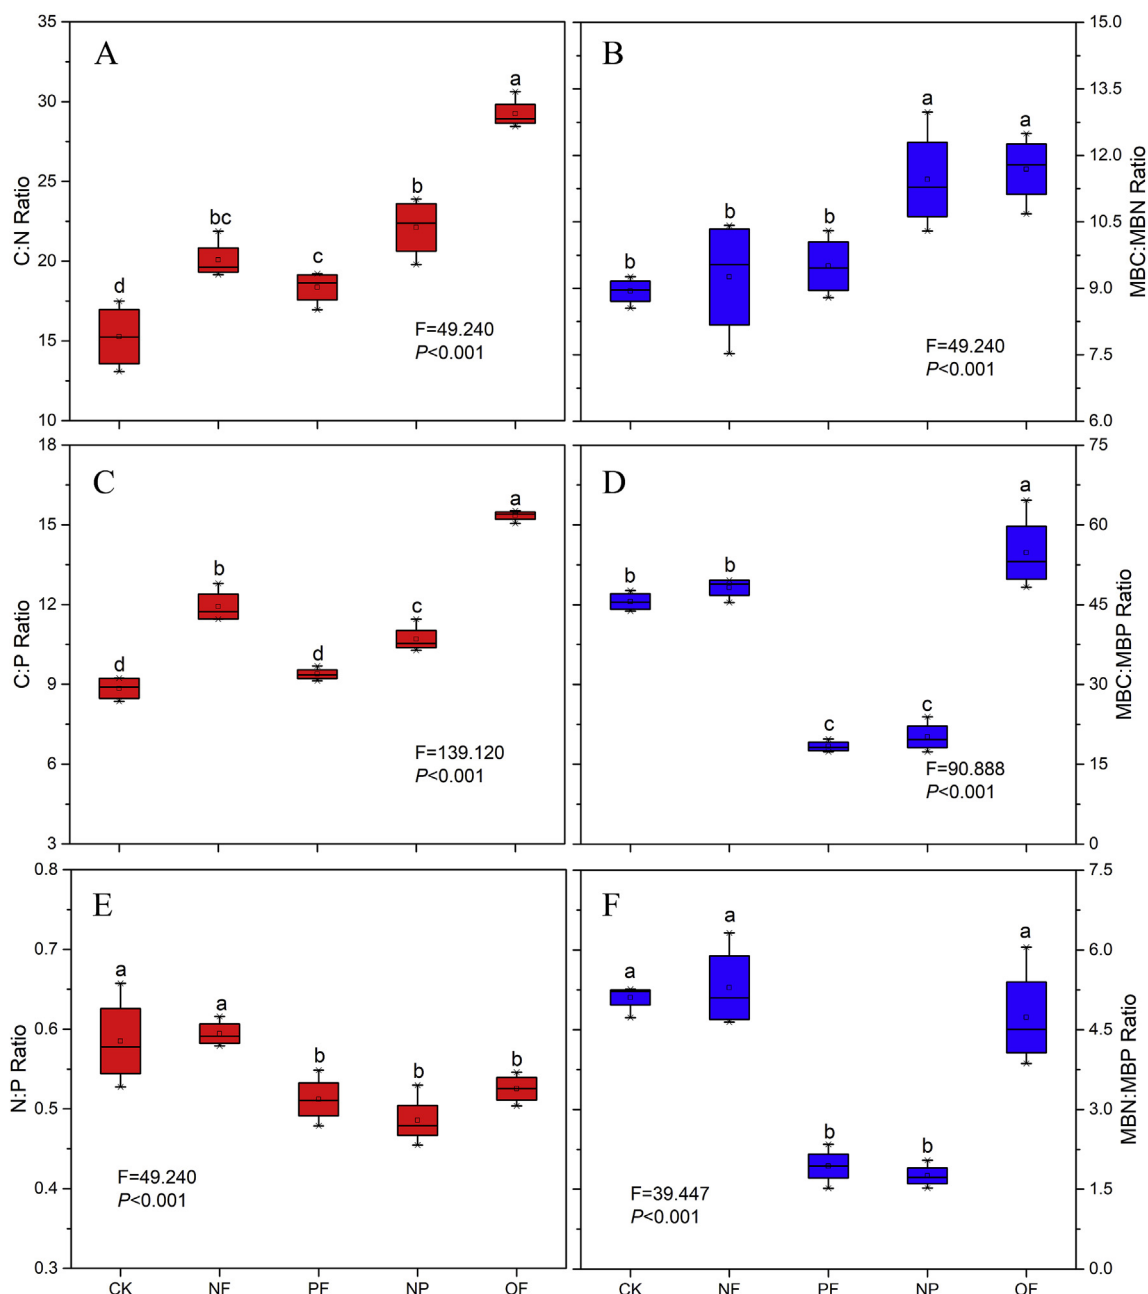 A
C:N Ratio
35
30
25
20
15
10
d
bc
c
b
a
F=49.240
P<0.001
B
MBC:MBN Ratio
15.0
13.5
12.0
10.5
9.0
7.5
6.0
b
b
b
a
a
F=49.240
P<0.001
C
C:P Ratio
18
15
12
9
6
3
d
b
d
c
a
F=139.120
P<0.001
D
MBC:MBP Ratio
75
60
45
30
15
0
b
b
c
c
a
F=90.888
P<0.001
E
N:P Ratio
0.8
0.7
0.6
0.5
0.4
0.3
a
a
b
b
b
F=49.240
P<0.001
CK NF PF NP OF
F
MBN:MBP Ratio
7.5
6.0
4.5
3.0
1.5
0.0
a
a
b
b
a
F=39.447
P<0.001
CK NF PF NP OF